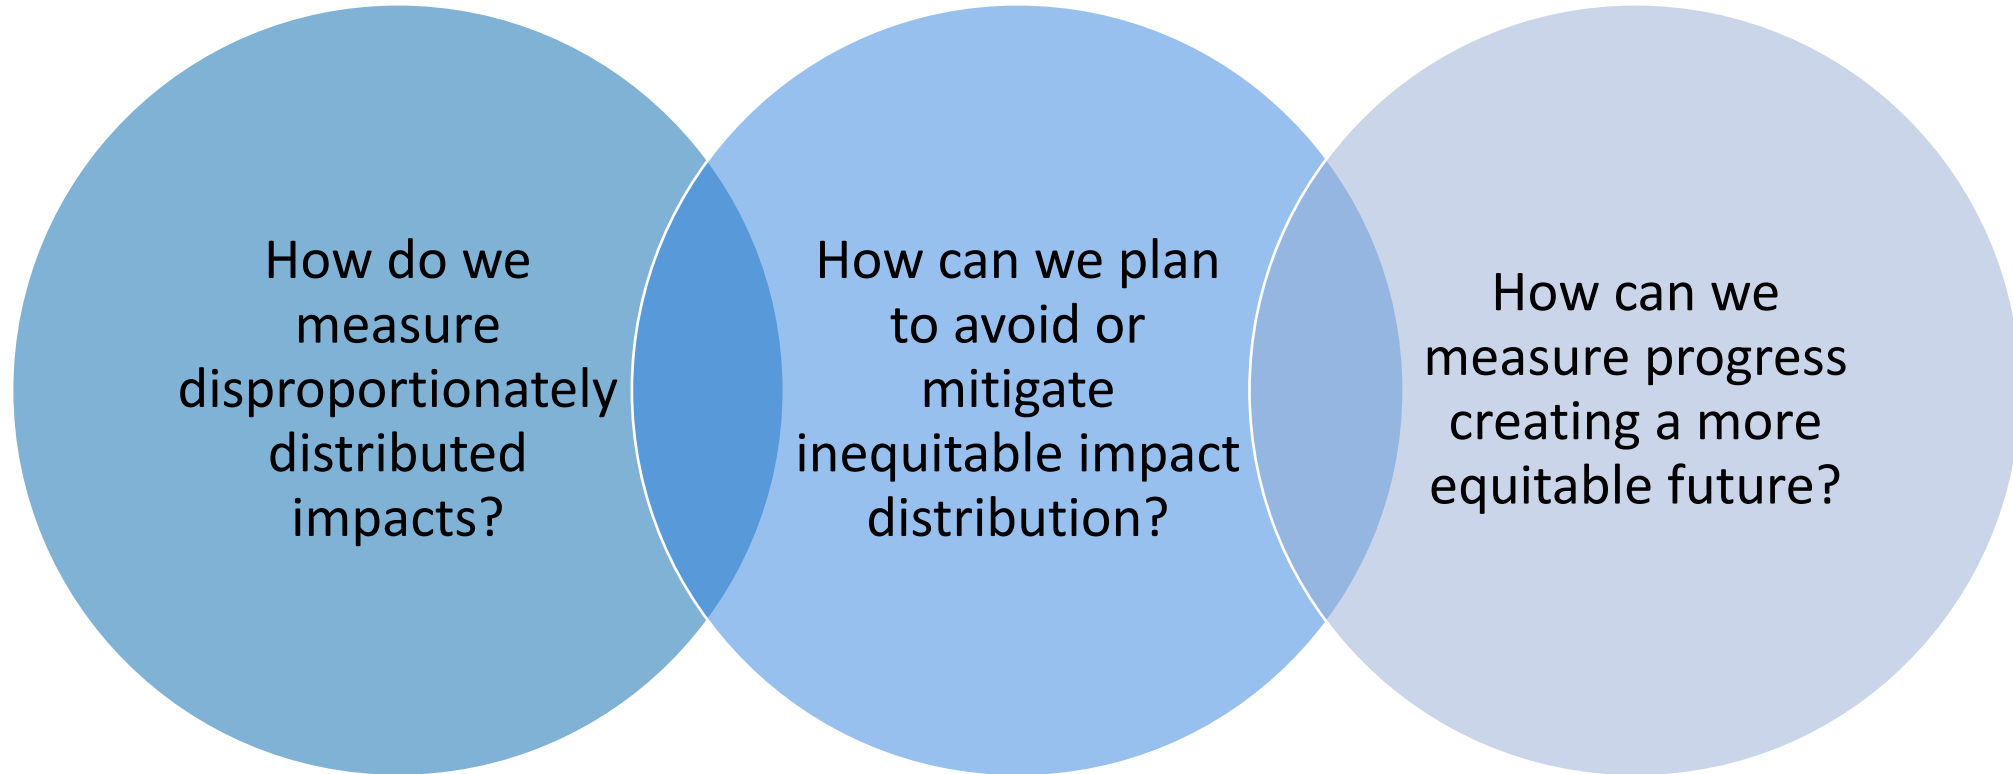 How do we
measure
disproportionately
distributed
impacts?
How can we plan
to avoid or
mitigate
inequitable impact
distribution?
How can we
measure progress
creating a more
equitable future?